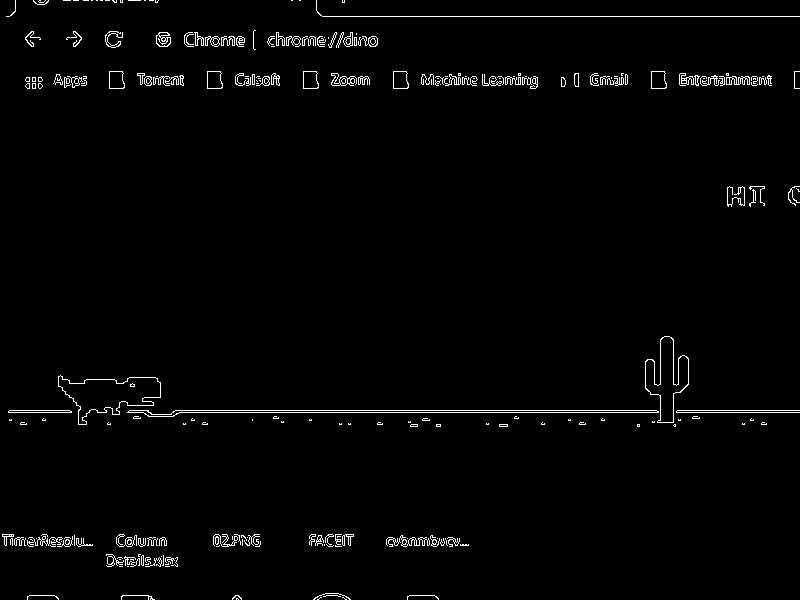 Chrome | chrome://dino
Apps Torrent Calsoft Zoom Machine Learning Gmail Entertainment
HI
TimerResolu... Column Details.xlsx 02.PNG FACEIT cvbnmbvcv...